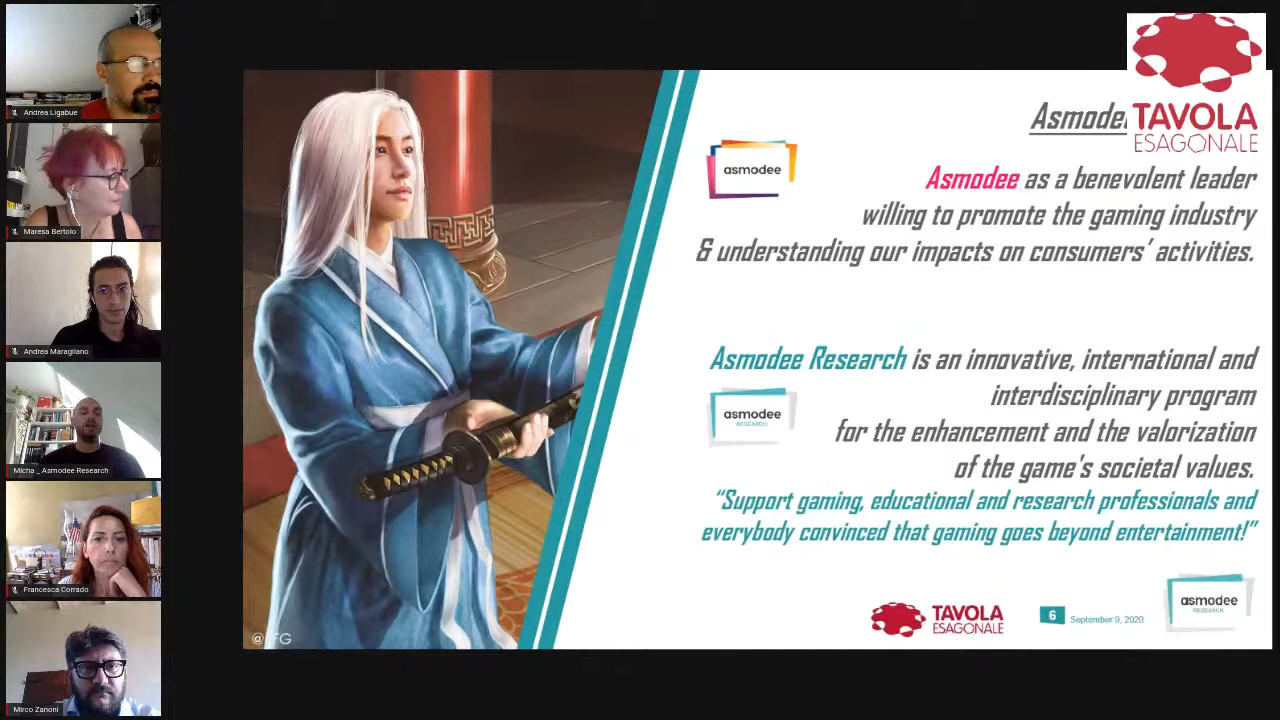 Andrea Ligabue
Maresa Bertolo
Andrea Maragliano
Micha _ Asmodee Research
Francesca Corrado
Mirco Zanoni
TAVOLA
ESAGONALE
asmodee
Asmodee as a benevolent leader
willing to promote the gaming industry
& understanding our impacts on consumers' activities.
Asmodee Research is an innovative, international and
interdisciplinary program
asmodee
RESEARCH
for the enhancement and the valorization
of the game's societal values.
“Support gaming, educational and research professionals and
everybody convinced that gaming goes beyond entertainment!”
TAVOLA
ESAGONALE
6
September 9, 2020
asmodee
RESEARCH